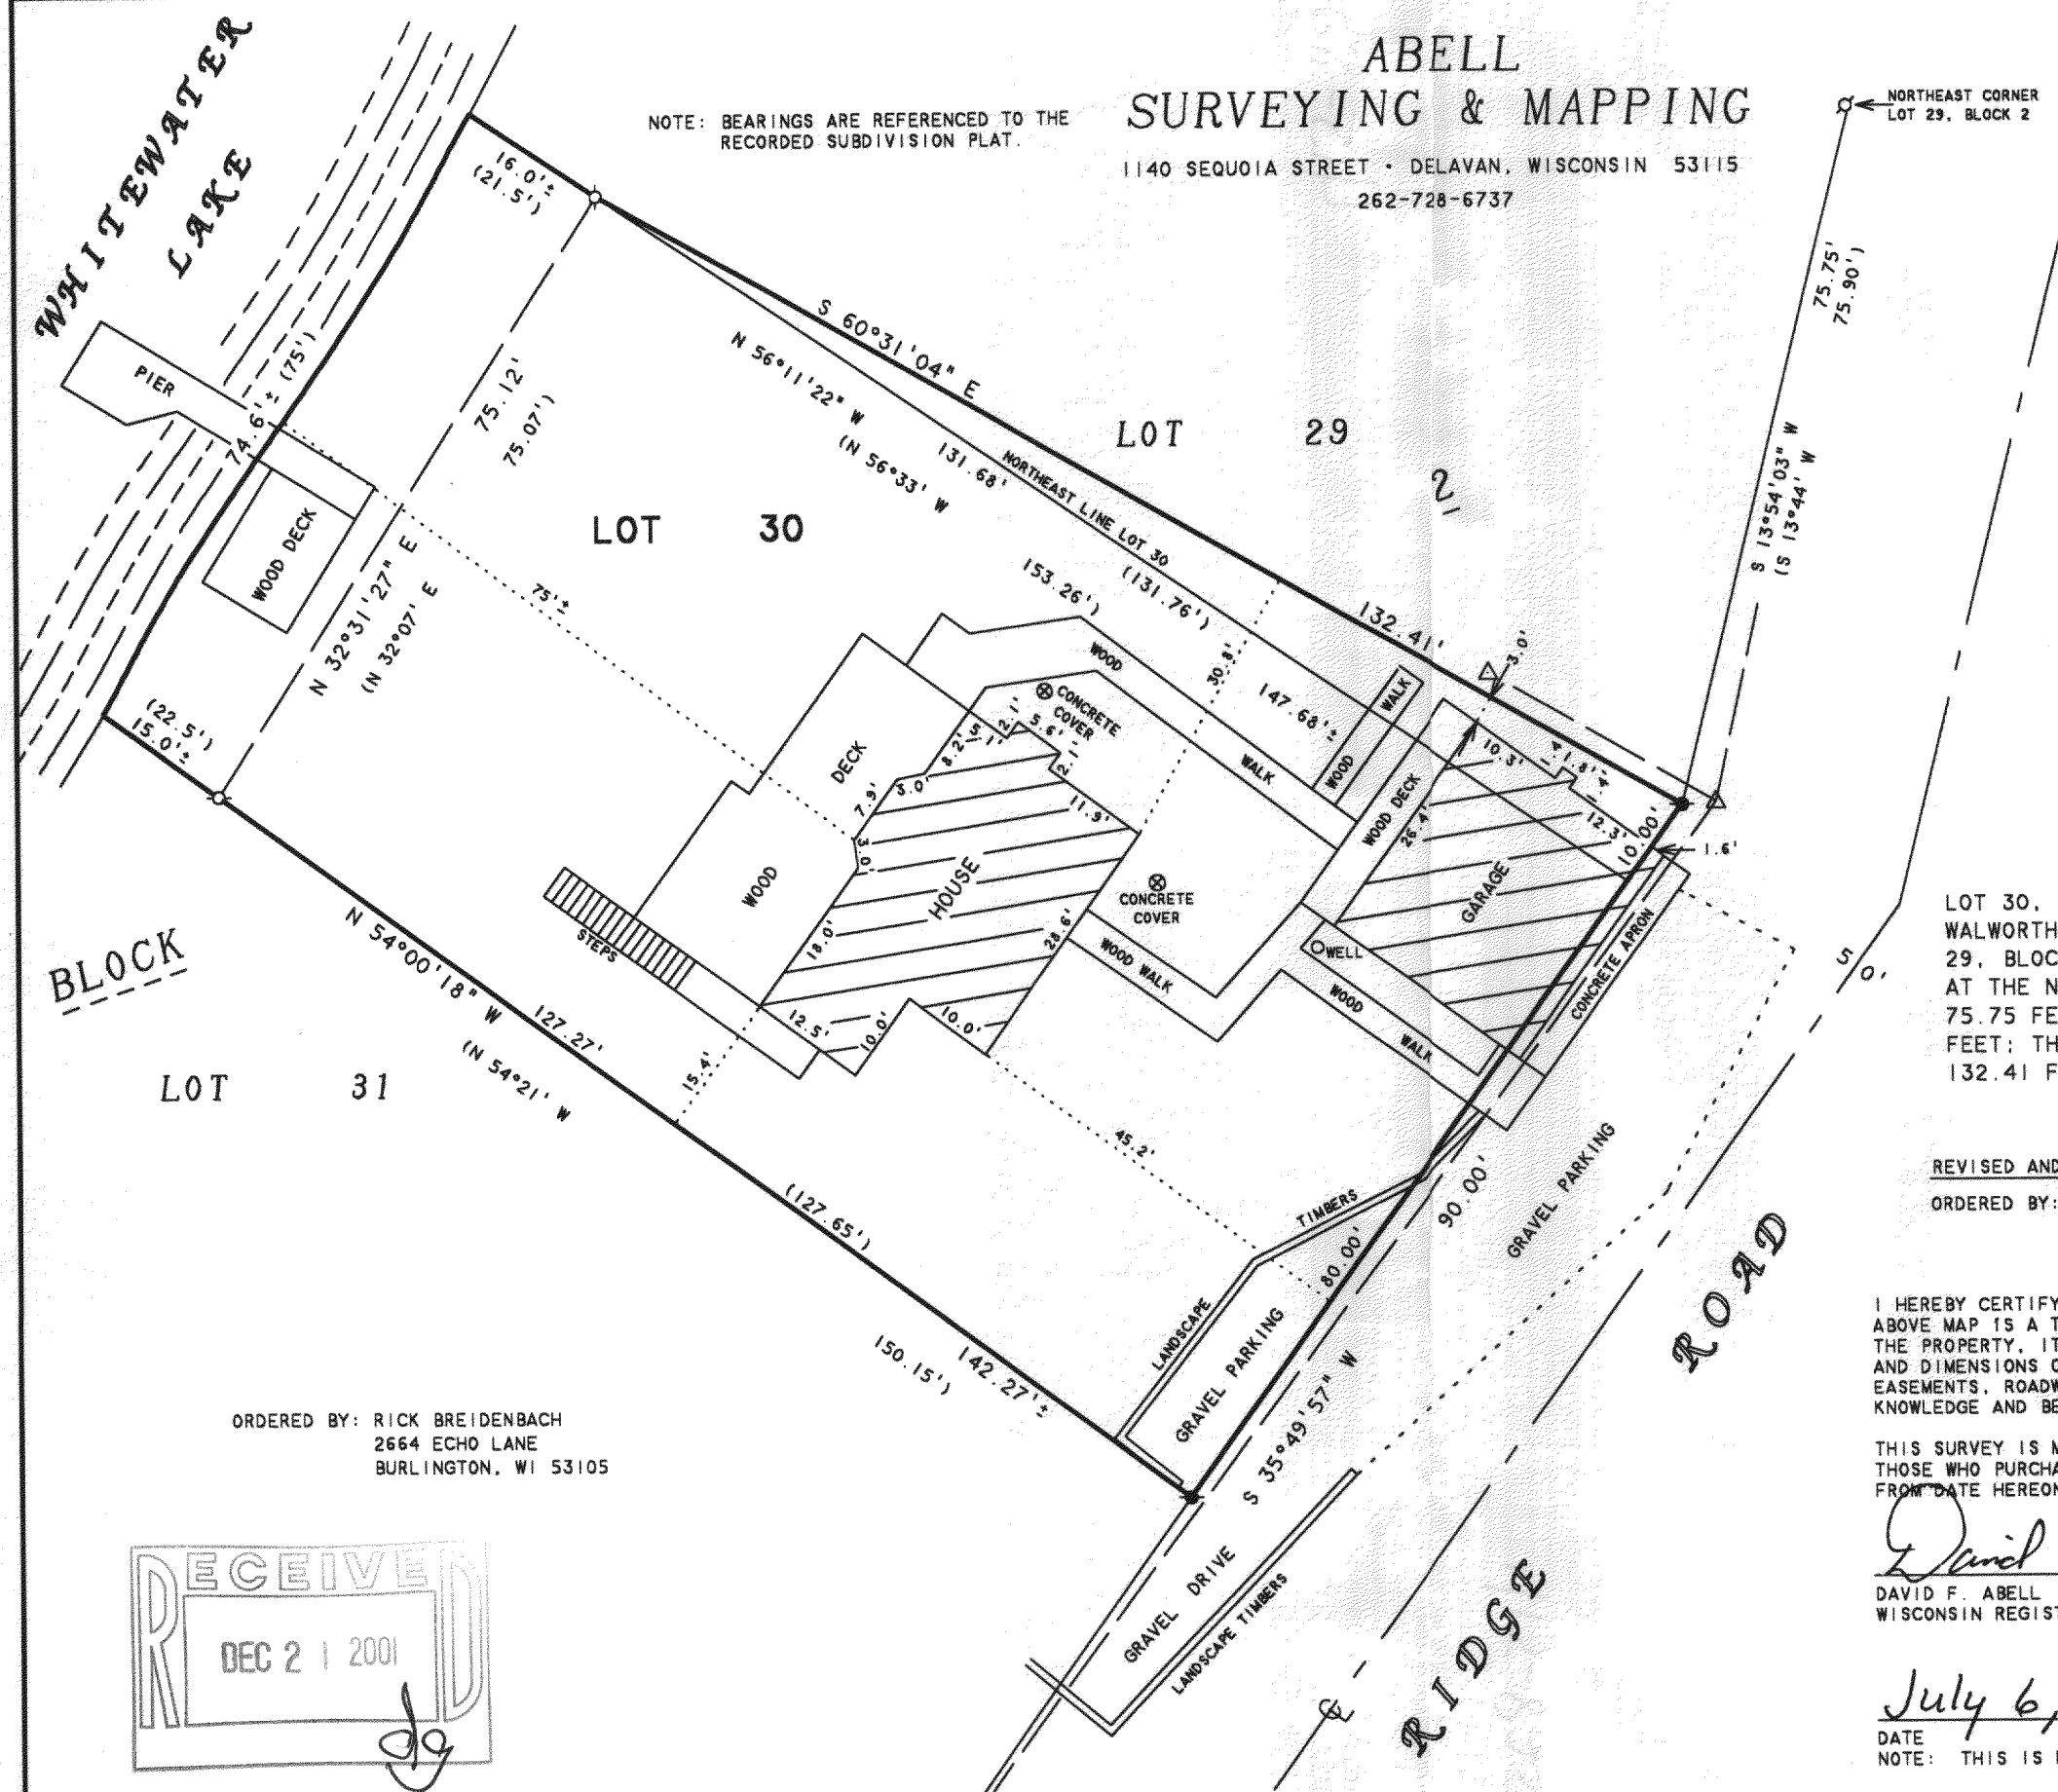 ABELL
SURVEYING & MAPPING
1140 SEQUOIA STREET • DELAVAN, WISCONSIN 53115
262-728-6737
NOTE: BEARINGS ARE REFERENCED TO THE
RECORDED SUBDIVISION PLAT.
NORTHEAST CORNER
LOT 29, BLOCK 2
WHITEWATER
LAKE
16.0'±
(21.5')
PIER
74.6'± (75')
75.12'
75.07')
WOOD DECK
N 32°31'27" E
(N 32°07' E
75'±
(22.5')
15.0'±
S 60°31'04" E
132.41'
N 56°11'22" W
131.68'
(N 56°33' W
NORTHEAST LINE LOT 30
(131.76')
153.26')
147.68'±
LOT 29
2
LOT 30
75.75'
75.90')
S 13°54'03" W
(S 13°44' W
3.0'
30.8'
WOOD
WALK
WOOD
WALK
CONCRETE
COVER
DECK
WOOD
STEPS
HOUSE
7.9'
3.0'
8.2'
5.1'
2.1'
5.6'
2.1'
11.9'
3.0'
18.0'
28.6'
12.5'
10.0'
10.0'
15.4'
45.2'
CONCRETE
COVER
WOOD WALK
WOOD DECK
26.4'
10.3'
1.4'
1.8'
1.4'
12.3'
10.00'
1.6'
GARAGE
WELL
WOOD
WALK
CONCRETE APRON
50'
BLOCK
LOT 31
N 54°00'18" W
127.27'
(N 54°21' W
(127.65')
142.27'±
150.15')
TIMBERS
LANDSCAPE
GRAVEL PARKING
80.00'
90.00'
S 35°49'57" W
GRAVEL PARKING
GRAVEL DRIVE
LANDSCAPE TIMBERS
RIDGE
ROAD
LOT 30,
WALWORTH
29, BLOC
AT THE N
75.75 FE
FEET; TH
132.41 F
REVISED AND
ORDERED BY:
I HEREBY CERTIFY
ABOVE MAP IS A T
THE PROPERTY, IT
AND DIMENSIONS O
EASEMENTS, ROADW
KNOWLEDGE AND BE
THIS SURVEY IS M
THOSE WHO PURCHA
FROM DATE HEREON
David
DAVID F. ABELL
WISCONSIN REGIST
July 6,
DATE
NOTE: THIS IS
ORDERED BY: RICK BREIDENBACH
2664 ECHO LANE
BURLINGTON, WI 53105
RECEIVED
DEC 21 2001